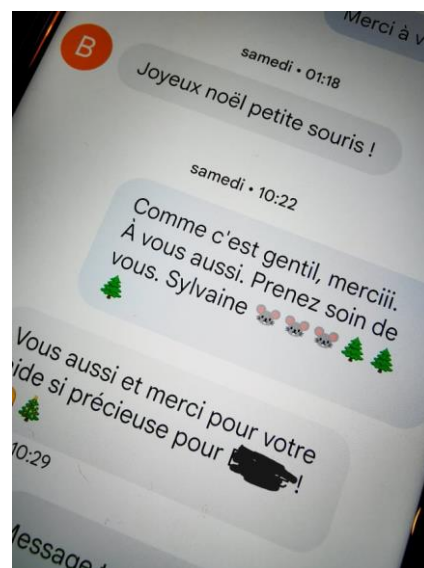 Merci à v
B
samedi • 01:18
Joyeux noël petite souris !
samedi • 10:22
Comme c'est gentil, merciii.
À vous aussi. Prenez soin de
vous. Sylvaine 🐭🐭🐭🌲🌲
🌲
Vous aussi et merci pour votre
ide si précieuse pour !
🎄
10:29
Message